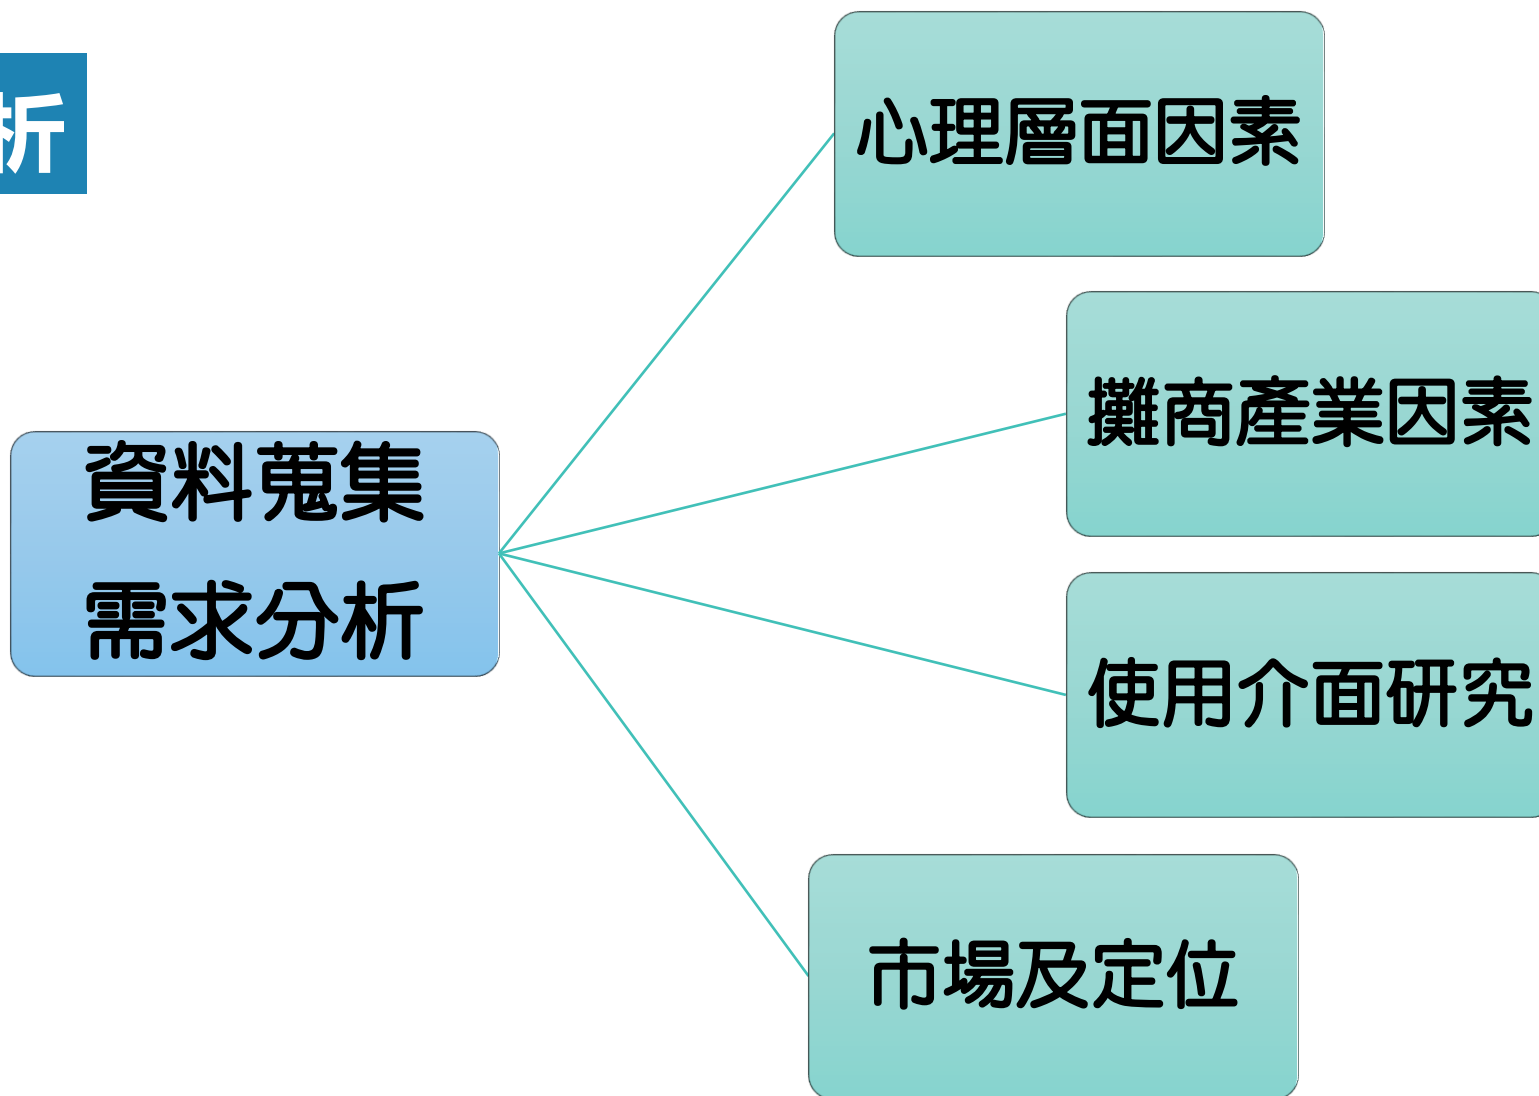 析
心理層面因素
攤商產業因素
資料蒐集
需求分析
使用介面研究
市場及定位